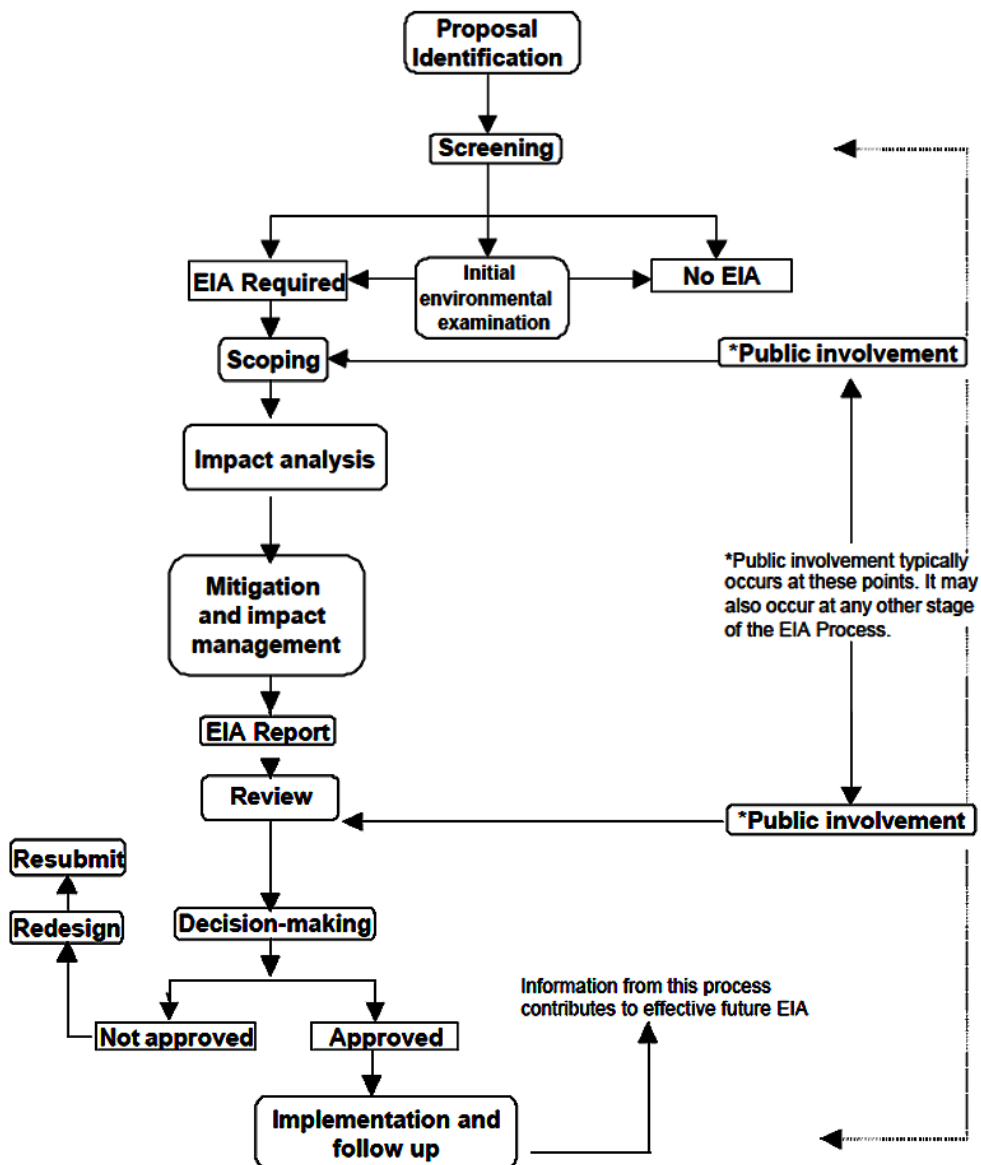 Proposal
Identification
Screening
EIA Required
Initial
environmental
examination
No EIA
Scoping
*Public involvement
Impact analysis
*Public involvement typically
occurs at these points. It may
also occur at any other stage
of the EIA Process.
Mitigation
and impact
management
EIA Report
Review
*Public involvement
Resubmit
Redesign
Decision-making
Information from this process
contributes to effective future EIA
Not approved
Approved
Implementation and
follow up